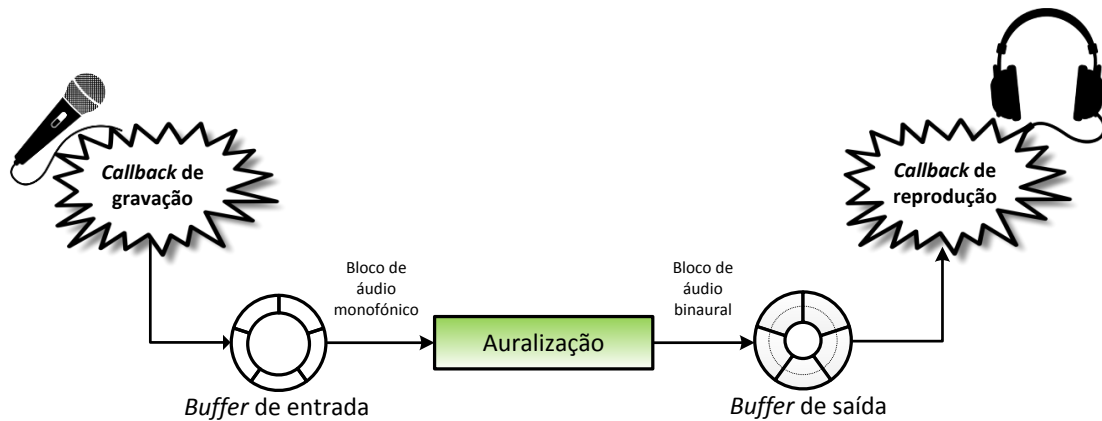 Callback de
gravação
Callback de
reprodução
Bloco de
áudio
monofónico
Bloco de
áudio
binaural
Auralização
Buffer de entrada
Buffer de saída